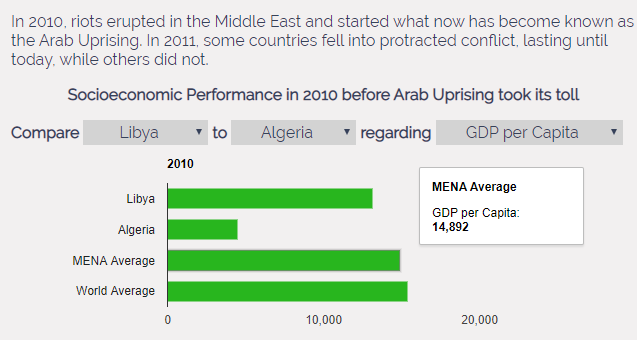 In 2010, riots erupted in the Middle East and started what now has become known as
the Arab Uprising. In 2011, some countries fell into protracted conflict, lasting until
today, while others did not.
Socioeconomic Performance in 2010 before Arab Uprising took its toll
Compare Libya ▼ to Algeria ▼ regarding GDP per Capita ▼
2010
MENA Average
GDP per Capita:
14,892
Libya
Algeria
MENA Average
World Average
0 10,000 20,000